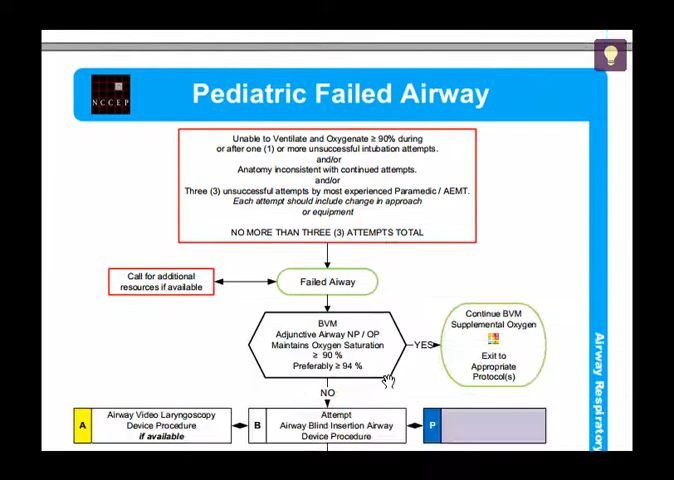 NCCEP
Pediatric Failed Airway
Unable to Ventilate and Oxygenate ≥ 90% during
or after one (1) or more unsuccessful intubation attempts.
and/or
Anatomy inconsistent with continued attempts.
and/or
Three (3) unsuccessful attempts by most experienced Paramedic / AEMT.
Each attempt should include change in approach
or equipment
NO MORE THAN THREE (3) ATTEMPTS TOTAL
Call for additional
resources if available
Failed Aiway
BVM
Adjunctive Airway NP / OP
Maintains Oxygen Saturation
≥ 90 %
Preferably ≥ 94 %
YES
Continue BVM
Supplemental Oxygen
Exit to
Appropriate
Protocol(s)
NO
A
Airway Video Laryngoscopy
Device Procedure
if available
B
Attempt
Airway Blind Insertion Airway
Device Procedure
P
Airway Respiratory